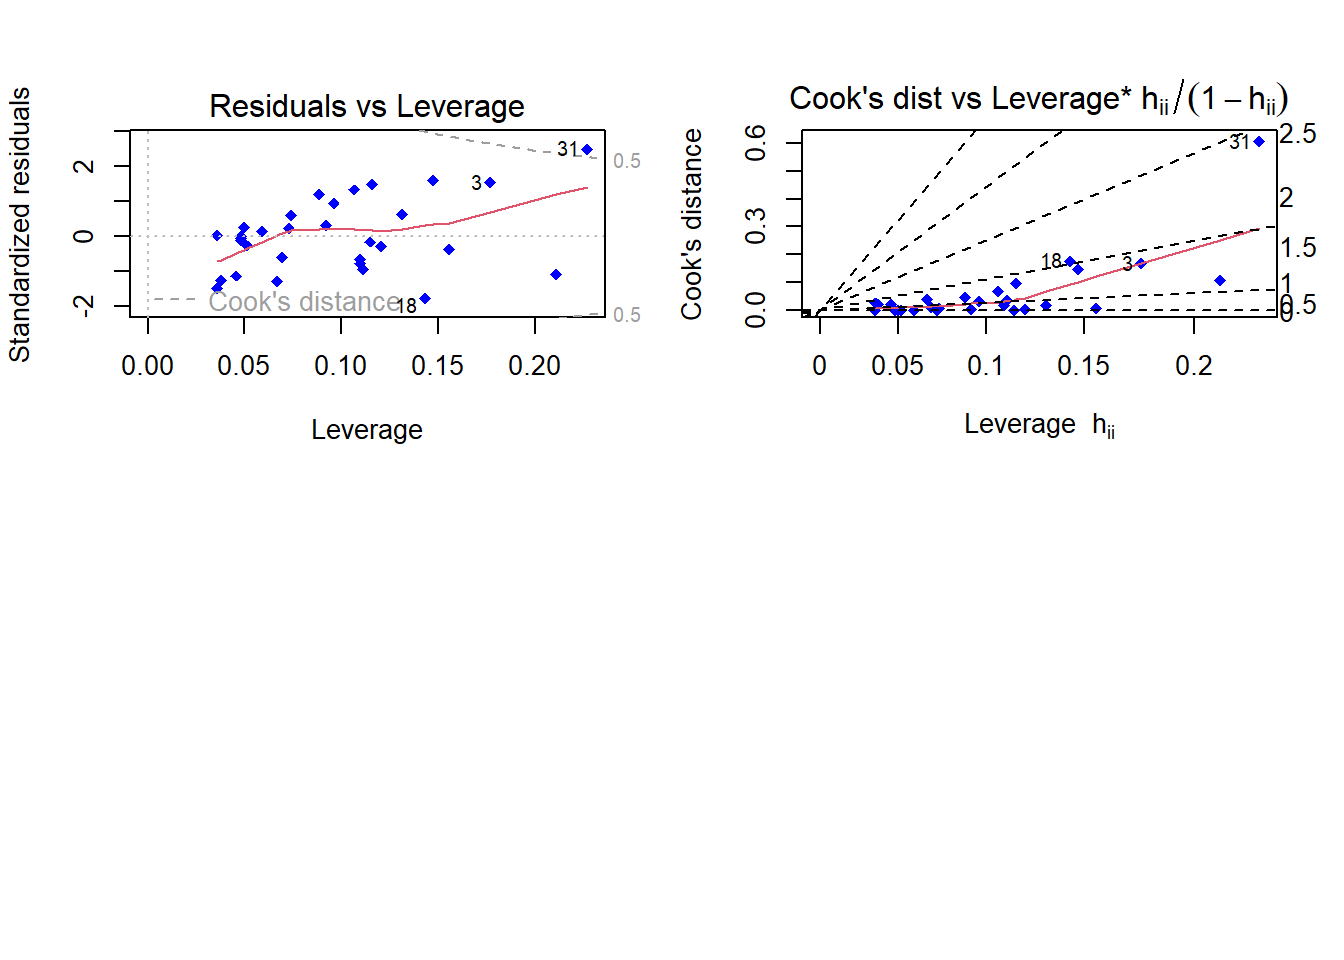 Residuals vs Leverage
Standardized residuals
2
0
-2
31
3
18
0.5
0.5
Cook's distance
0.00 0.05 0.10 0.15 0.20
Leverage
Cook's dist vs Leverage* hii/(1 − hii)
Cook's distance
0.6
0.3
0.0
31
18
3
2.5
2
1.5
1
0.5
0
0 0.05 0.1 0.15 0.2
Leverage hii